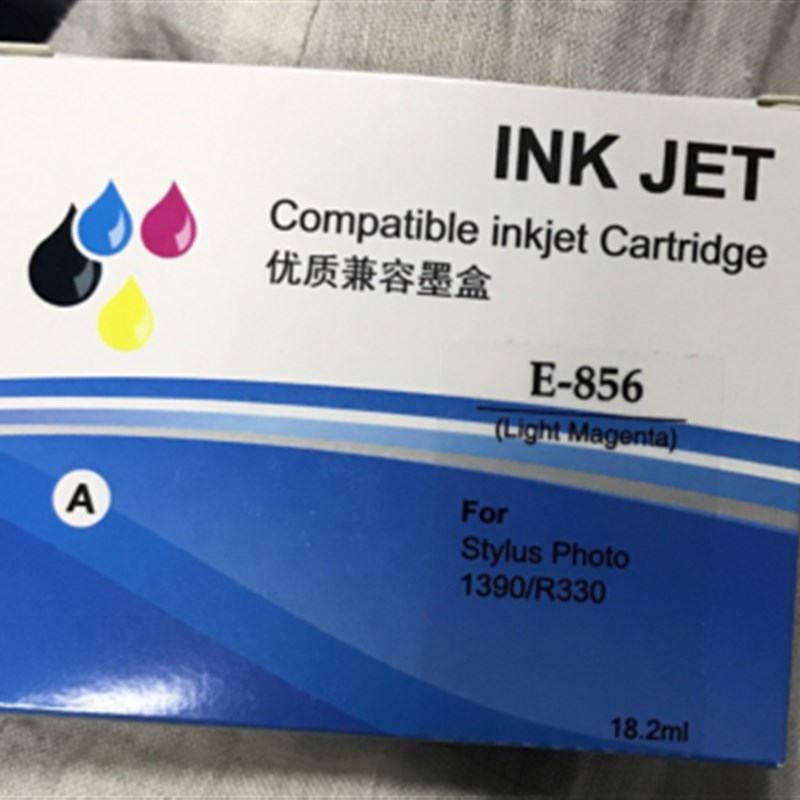 INK JET
Compatible inkjet Cartridge
优质兼容墨盒
E-856
(Light Magenta)
A
For
Stylus Photo
1390/R330
18.2ml